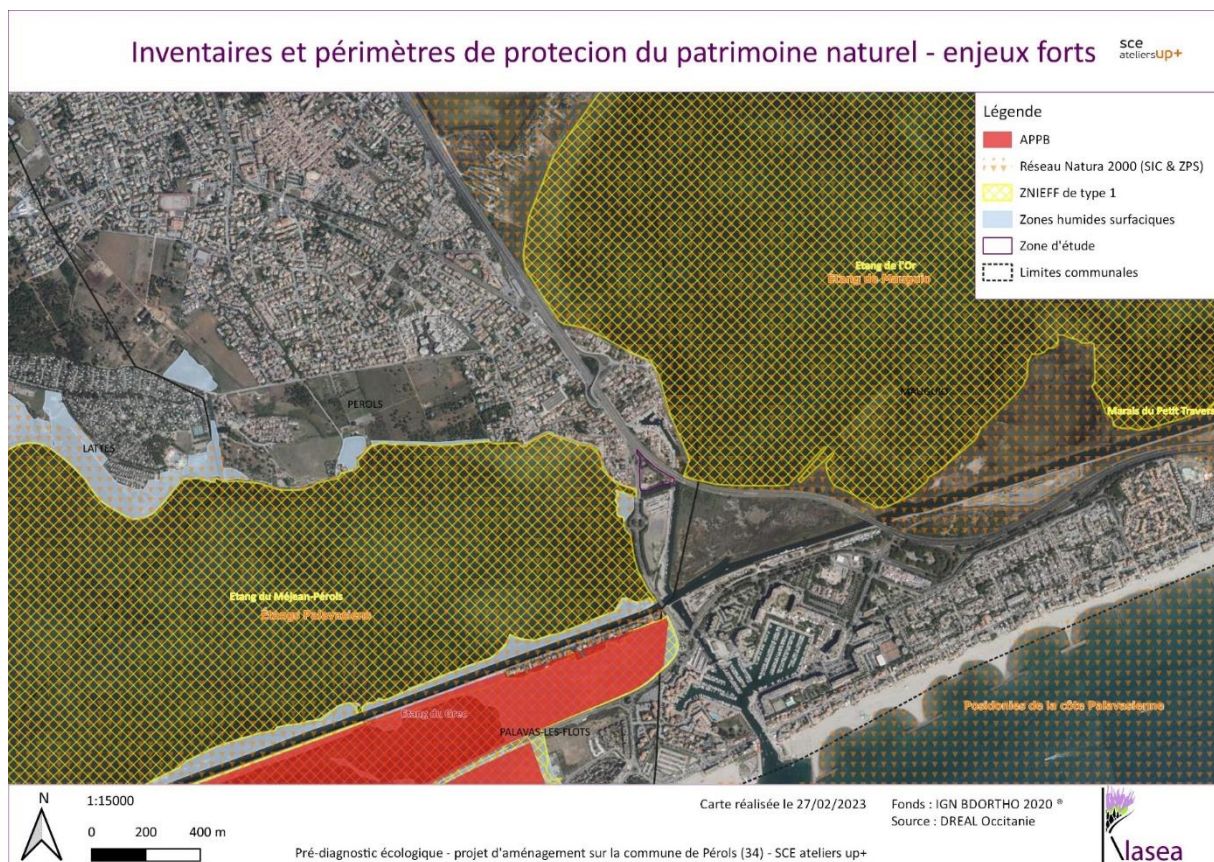 Inventaires et périmètres de protecion du patrimoine naturel - enjeux forts
sce
ateliersup+
Légende
APPB
Réseau Natura 2000 (SIC & ZPS)
ZNIEFF de type 1
Zones humides surfaciques
Zone d'étude
Limites communales
Etang de l'Or
Étang de Mauguio
PEROLS
Marais du Petit Travers
LATTES
Etang du Méjean-Pérols
Étangs Palavasiens
Etang du Grec
Posidonies de la côte Palavasienne
PALAVAS-LES-FLOTS
N
1:15000
0 200 400 m
Carte réalisée le 27/02/2023
Fonds : IGN BDORTHO 2020 ®
Source : DREAL Occitanie
Pré-diagnostic écologique - projet d'aménagement sur la commune de Pérols (34) - SCE ateliers up+
lasea